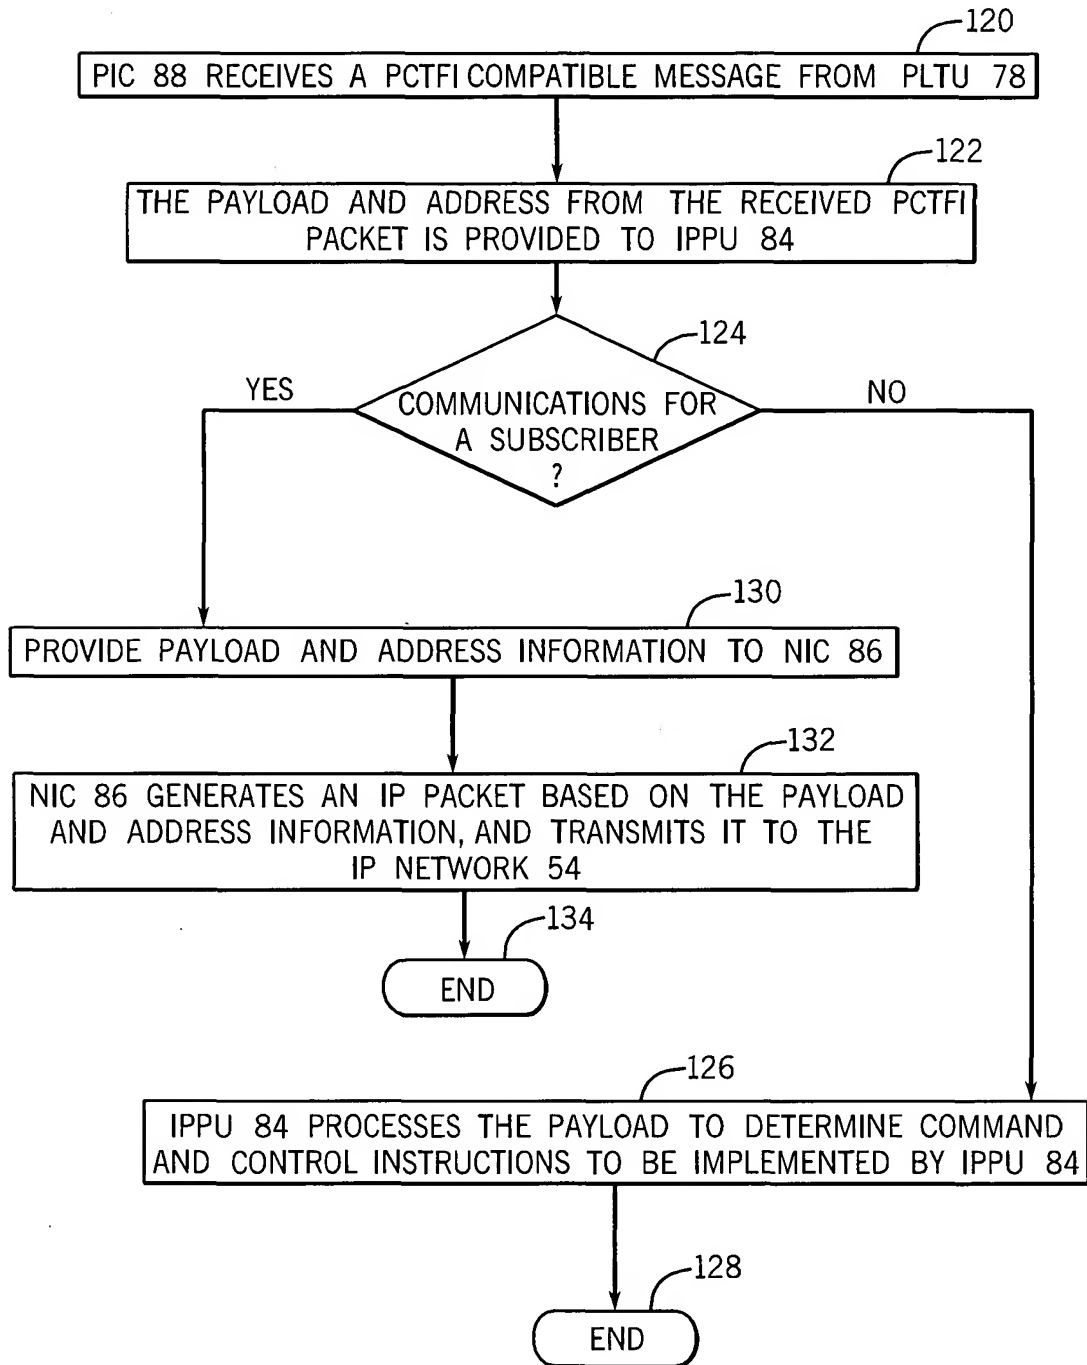 120
PIC 88 RECEIVES A PCTFI COMPATIBLE MESSAGE FROM PLTU 78
122
THE PAYLOAD AND ADDRESS FROM THE RECEIVED PCTFI
PACKET IS PROVIDED TO IPPU 84
124
YES
COMMUNICATIONS FOR
A SUBSCRIBER
?
NO
130
PROVIDE PAYLOAD AND ADDRESS INFORMATION TO NIC 86
132
NIC 86 GENERATES AN IP PACKET BASED ON THE PAYLOAD
AND ADDRESS INFORMATION, AND TRANSMITS IT TO THE
IP NETWORK 54
134
END
126
IPPU 84 PROCESSES THE PAYLOAD TO DETERMINE COMMAND
AND CONTROL INSTRUCTIONS TO BE IMPLEMENTED BY IPPU 84
128
END